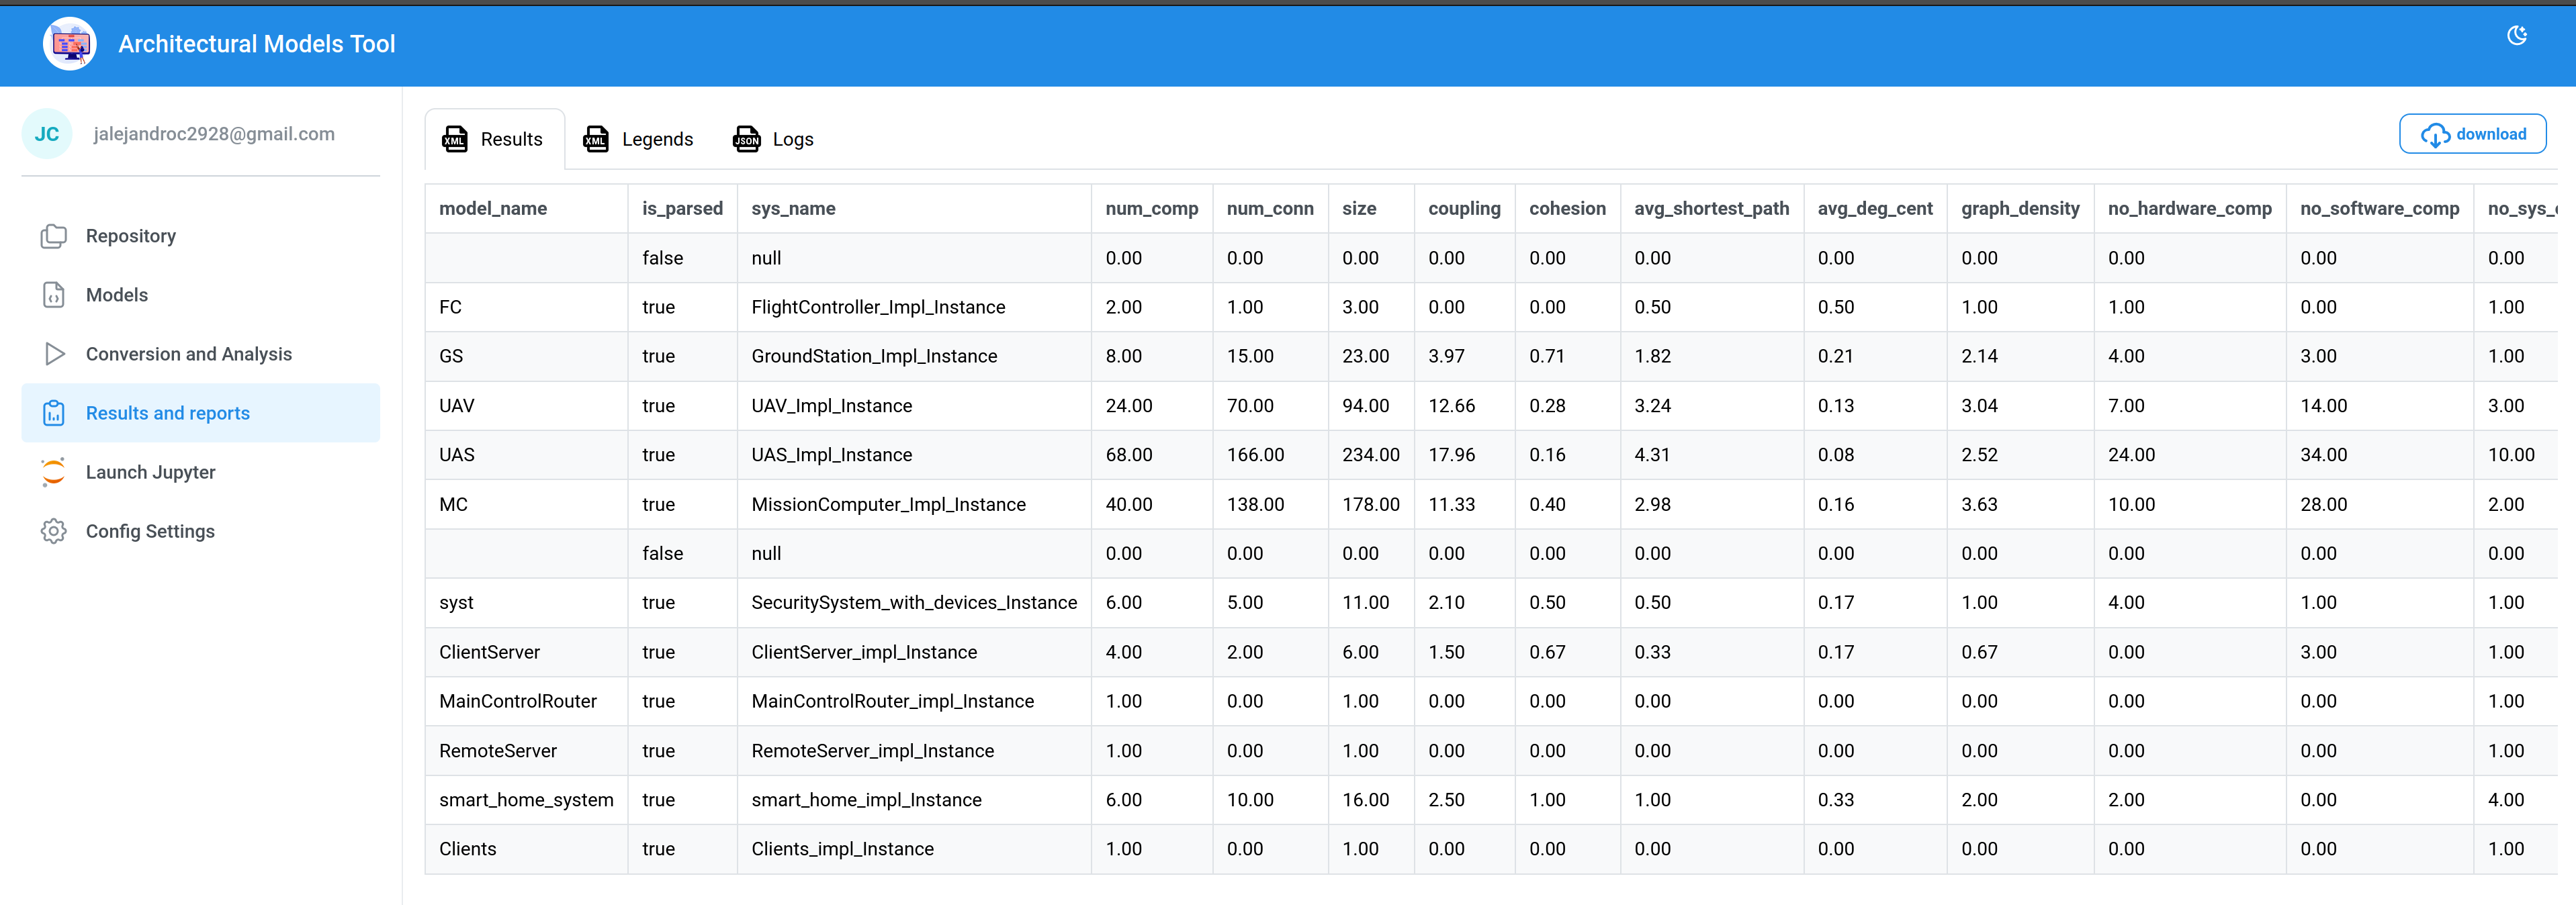 Architectural Models Tool
JC jalejandroc2928@gmail.com
Repository
Models
Conversion and Analysis
Results and reports
Launch Jupyter
Config Settings
XML Results XML Legends JSON Logs download
model_name is_parsed sys_name num_comp num_conn size coupling cohesion avg_shortest_path avg_deg_cent graph_density no_hardware_comp no_software_comp no_sys_
false null 0.00 0.00 0.00 0.00 0.00 0.00 0.00 0.00 0.00 0.00 0.00
FC true FlightController_Impl_Instance 2.00 1.00 3.00 0.00 0.00 0.50 0.50 1.00 1.00 0.00 1.00
GS true GroundStation_Impl_Instance 8.00 15.00 23.00 3.97 0.71 1.82 0.21 2.14 4.00 3.00 1.00
UAV true UAV_Impl_Instance 24.00 70.00 94.00 12.66 0.28 3.24 0.13 3.04 7.00 14.00 3.00
UAS true UAS_Impl_Instance 68.00 166.00 234.00 17.96 0.16 4.31 0.08 2.52 24.00 34.00 10.00
MC true MissionComputer_Impl_Instance 40.00 138.00 178.00 11.33 0.40 2.98 0.16 3.63 10.00 28.00 2.00
false null 0.00 0.00 0.00 0.00 0.00 0.00 0.00 0.00 0.00 0.00 0.00
syst true SecuritySystem_with_devices_Instance 6.00 5.00 11.00 2.10 0.50 0.50 0.17 1.00 4.00 1.00 1.00
ClientServer true ClientServer_impl_Instance 4.00 2.00 6.00 1.50 0.67 0.33 0.17 0.67 0.00 3.00 1.00
MainControlRouter true MainControlRouter_impl_Instance 1.00 0.00 1.00 0.00 0.00 0.00 0.00 0.00 0.00 0.00 1.00
RemoteServer true RemoteServer_impl_Instance 1.00 0.00 1.00 0.00 0.00 0.00 0.00 0.00 0.00 0.00 1.00
smart_home_system true smart_home_impl_Instance 6.00 10.00 16.00 2.50 1.00 1.00 0.33 2.00 2.00 0.00 4.00
Clients true Clients_impl_Instance 1.00 0.00 1.00 0.00 0.00 0.00 0.00 0.00 0.00 0.00 1.00